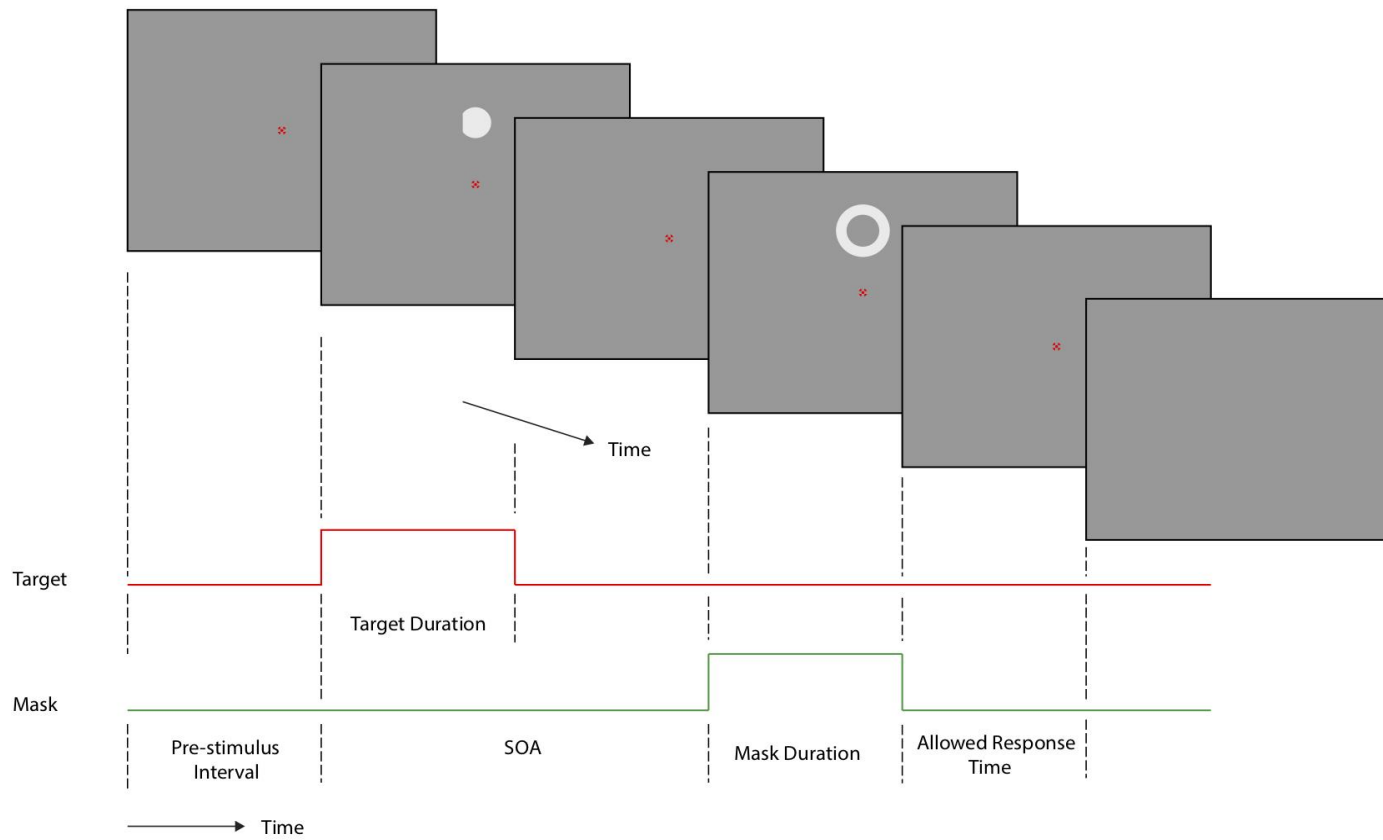 Time
Target
Target Duration
Mask
Pre-stimulus
Interval
SOA
Mask Duration
Allowed Response
Time
Time